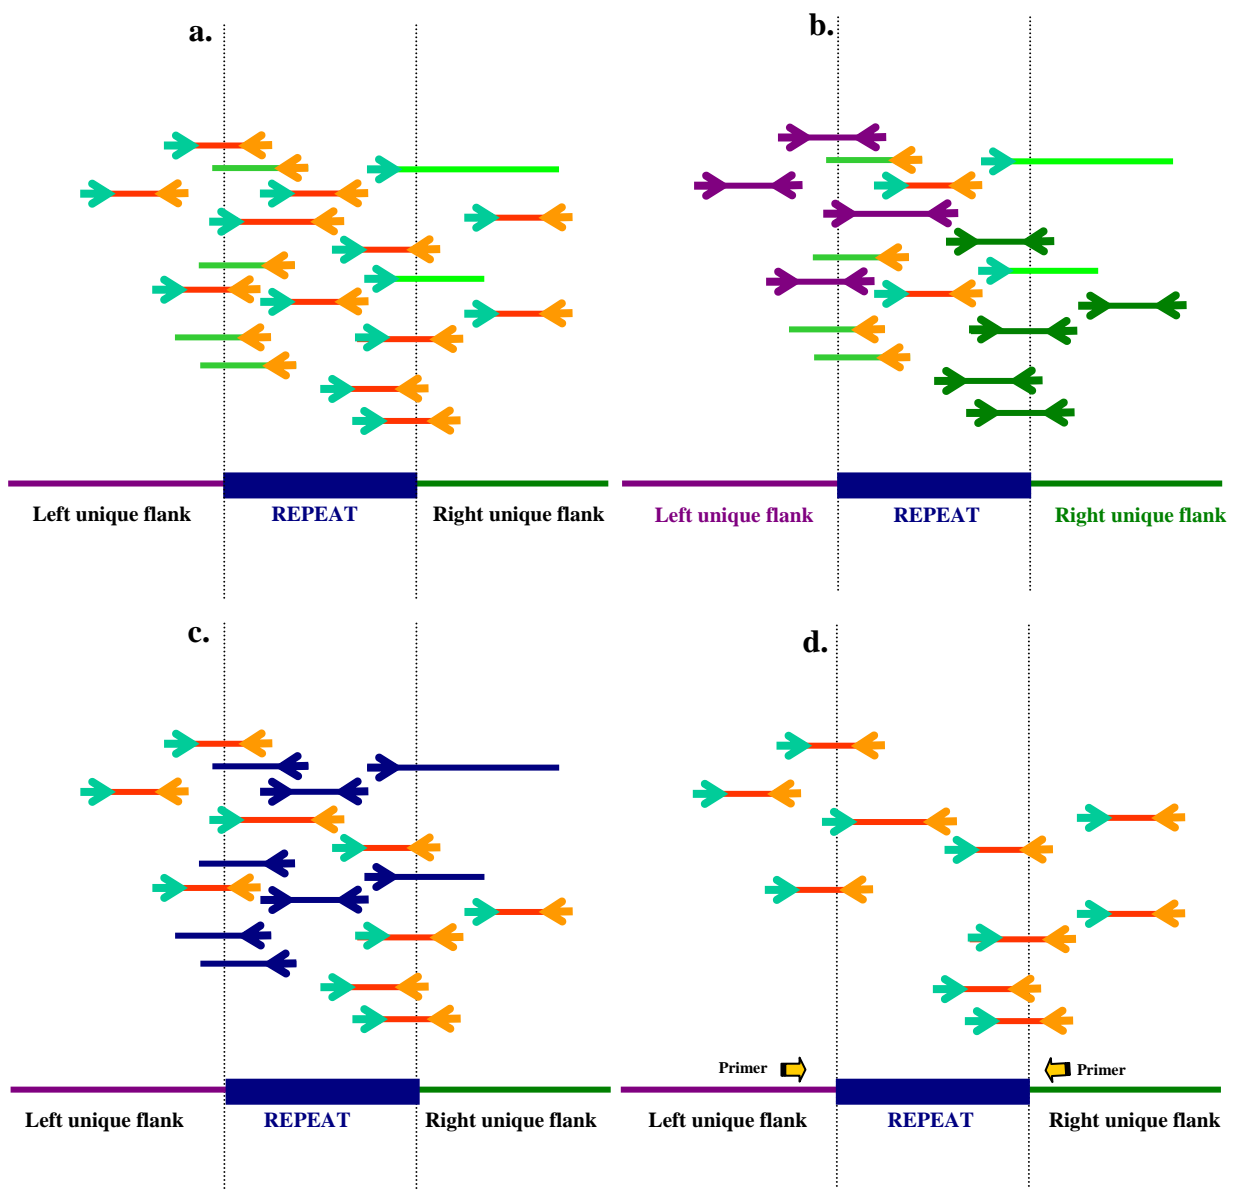 a.
b.
Left unique flank REPEAT Right unique flank
Left unique flank REPEAT Right unique flank
c.
d.
Primer Primer
Left unique flank REPEAT Right unique flank
Left unique flank REPEAT Right unique flank